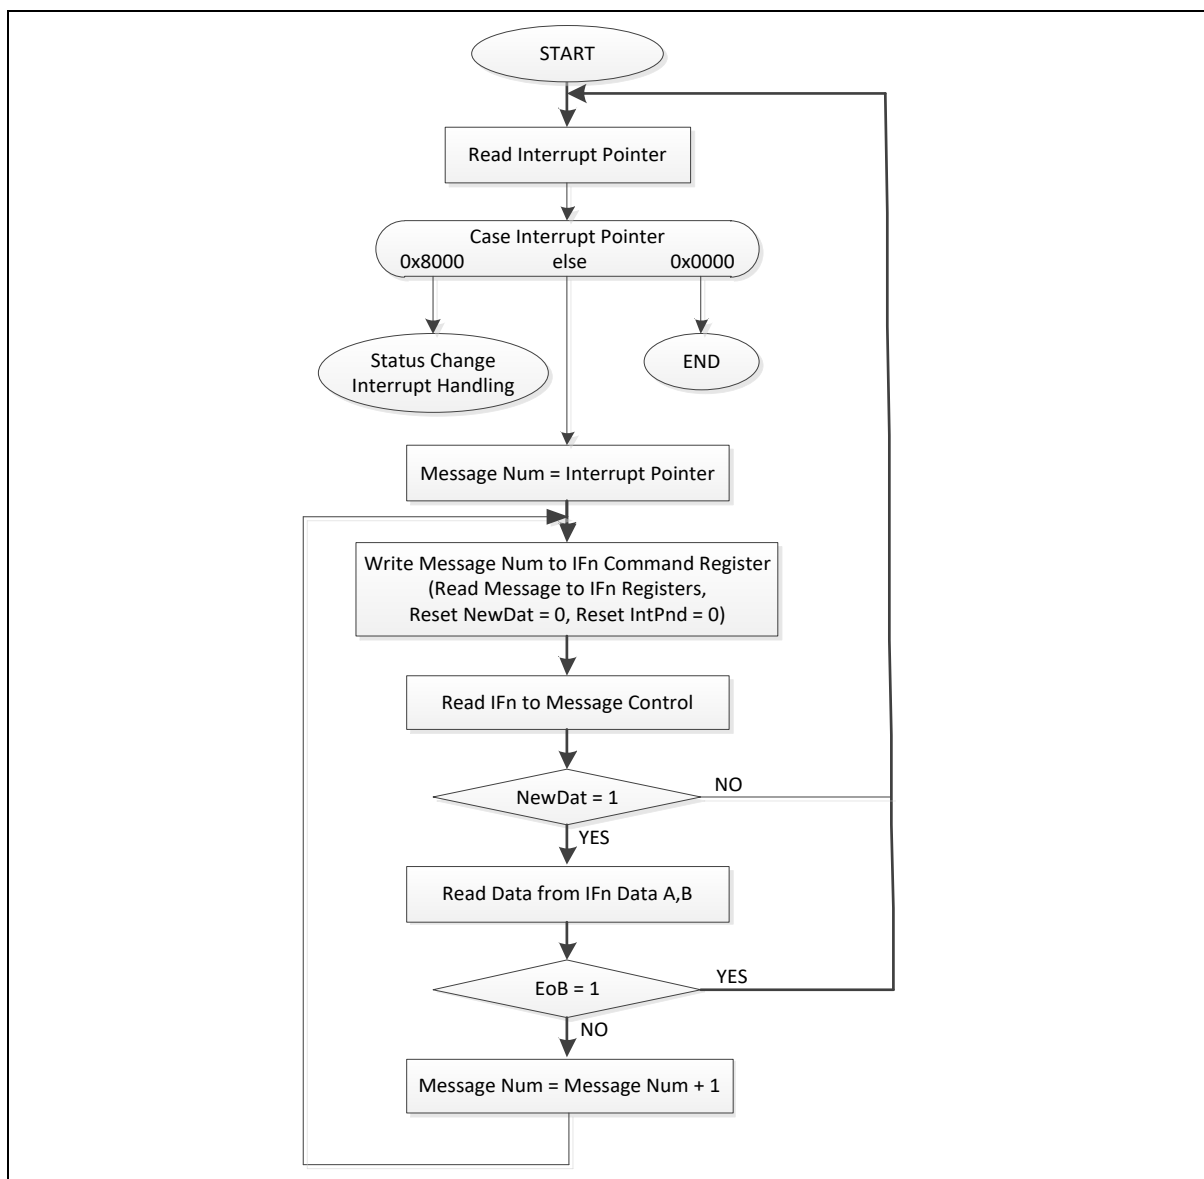 START
Read Interrupt Pointer
Case Interrupt Pointer
0x8000 else 0x0000
Status Change
Interrupt Handling
END
Message Num = Interrupt Pointer
Write Message Num to IFn Command Register
(Read Message to IFn Registers,
Reset NewDat = 0, Reset IntPnd = 0)
Read IFn to Message Control
NewDat = 1
NO
YES
Read Data from IFn Data A,B
EoB = 1
YES
NO
Message Num = Message Num + 1